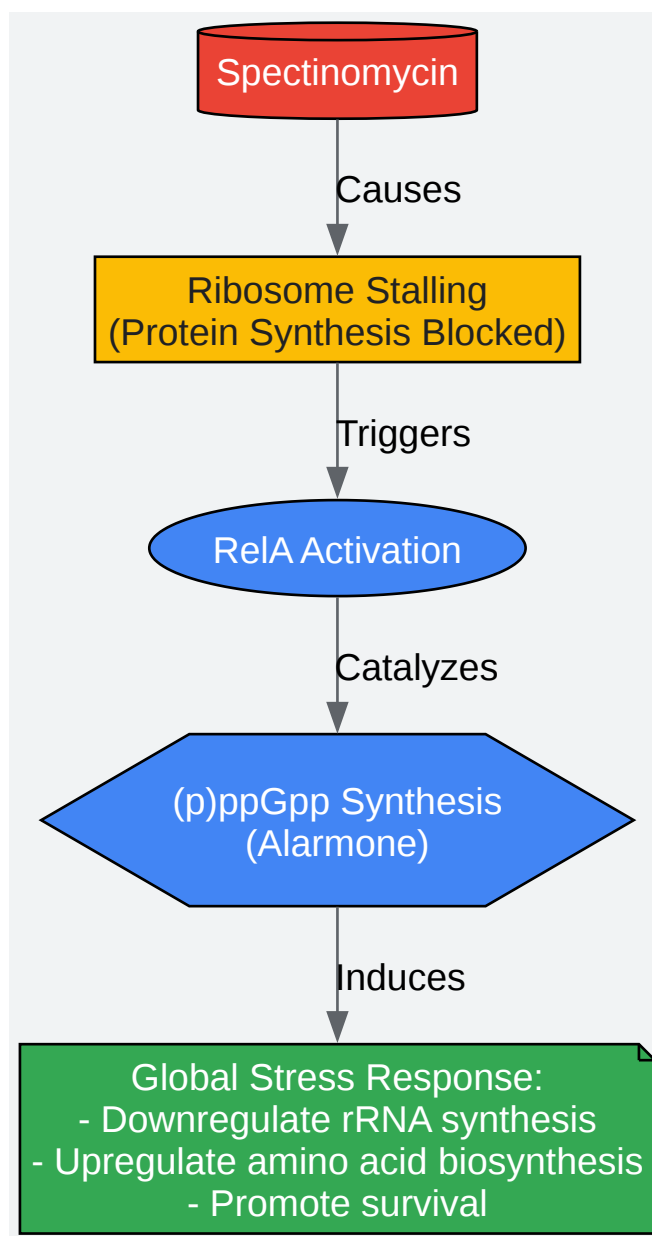 Spectinomycin
Causes
Ribosome Stalling
(Protein Synthesis Blocked)
Triggers
RelA Activation
Catalyzes
(p)ppGpp Synthesis
(Alarmone)
Induces
Global Stress Response:
- Downregulate rRNA synthesis
- Upregulate amino acid biosynthesis
- Promote survival